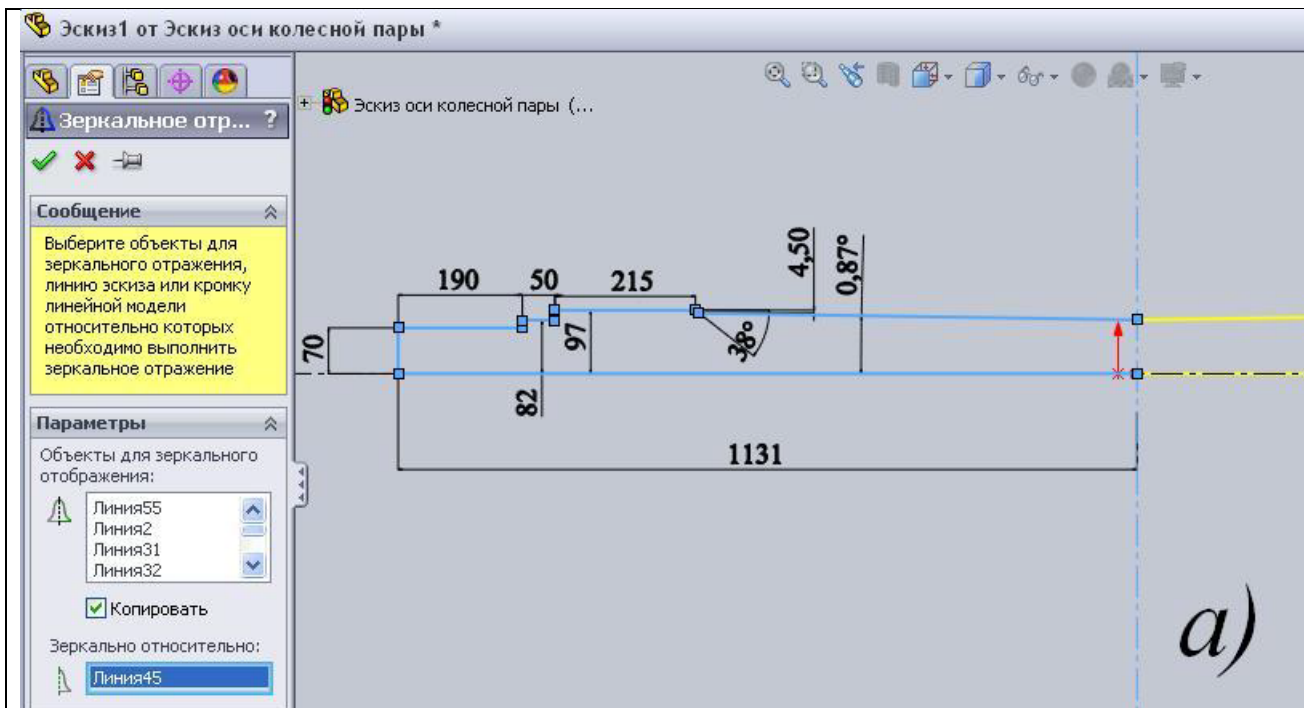 Эскиз1 от Эскиз оси колесной пары *
Эскиз оси колесной пары (...
Зеркальное отр... ?
Сообщение
Выберите объекты для
зеркального отражения,
линию эскиза или кромку
линейной модели
относительно которых
необходимо выполнить
зеркальное отражение
Параметры
Объекты для зеркального
отображения:
Линия55
Линия2
Линия31
Линия32
Копировать
Зеркально относительно:
Линия45
190
50
215
4,50
0,87°
70
97
38°
82
1131
а)